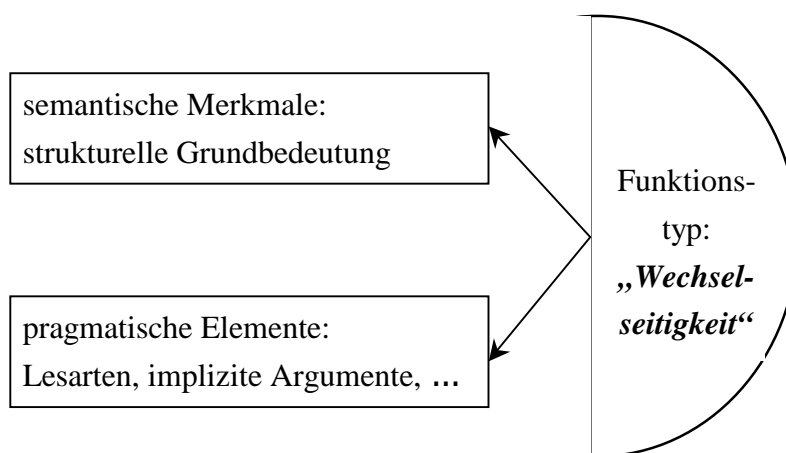 semantische Merkmale:
strukturelle Grundbedeutung
Funktions-
typ:
„Wechsel-
seitigkeit“
pragmatische Elemente:
Lesarten, implizite Argumente, ...